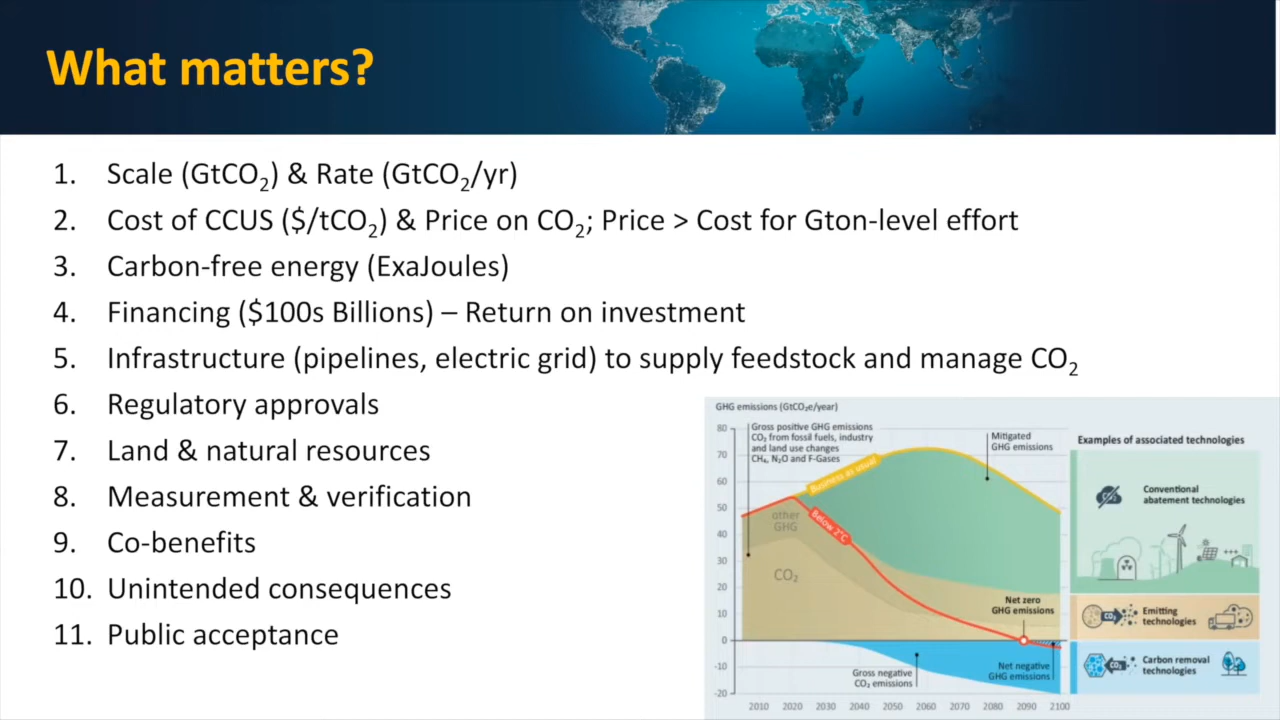 What matters?
1. Scale (GtCO₂) & Rate (GtCO₂/yr)
2. Cost of CCUS ($/tCO₂) & Price on CO₂; Price > Cost for Gton-level effort
3. Carbon-free energy (ExaJoules)
4. Financing ($100s Billions) – Return on investment
5. Infrastructure (pipelines, electric grid) to supply feedstock and manage CO₂
6. Regulatory approvals
7. Land & natural resources
8. Measurement & verification
9. Co-benefits
10. Unintended consequences
11. Public acceptance
GHG emissions (GtCO₂e/year)
80
70
60
50
40
30
20
10
0
-10
-20
Gross positive GHG emissions
CO₂ from fossil fuels, industry
and land use changes
CH₄, N₂O and F-Gases
Business as usual
Mitigated
GHG emissions
other
GHG
Below 2°C
CO₂
Net zero
GHG emissions
Gross negative
CO₂ emissions
Net negative
GHG emissions
2010 2020 2030 2040 2050 2060 2070 2080 2090 2100
Examples of associated technologies
Conventional
abatement technologies
CO₂
Emitting
technologies
CO₂
Carbon removal
technologies